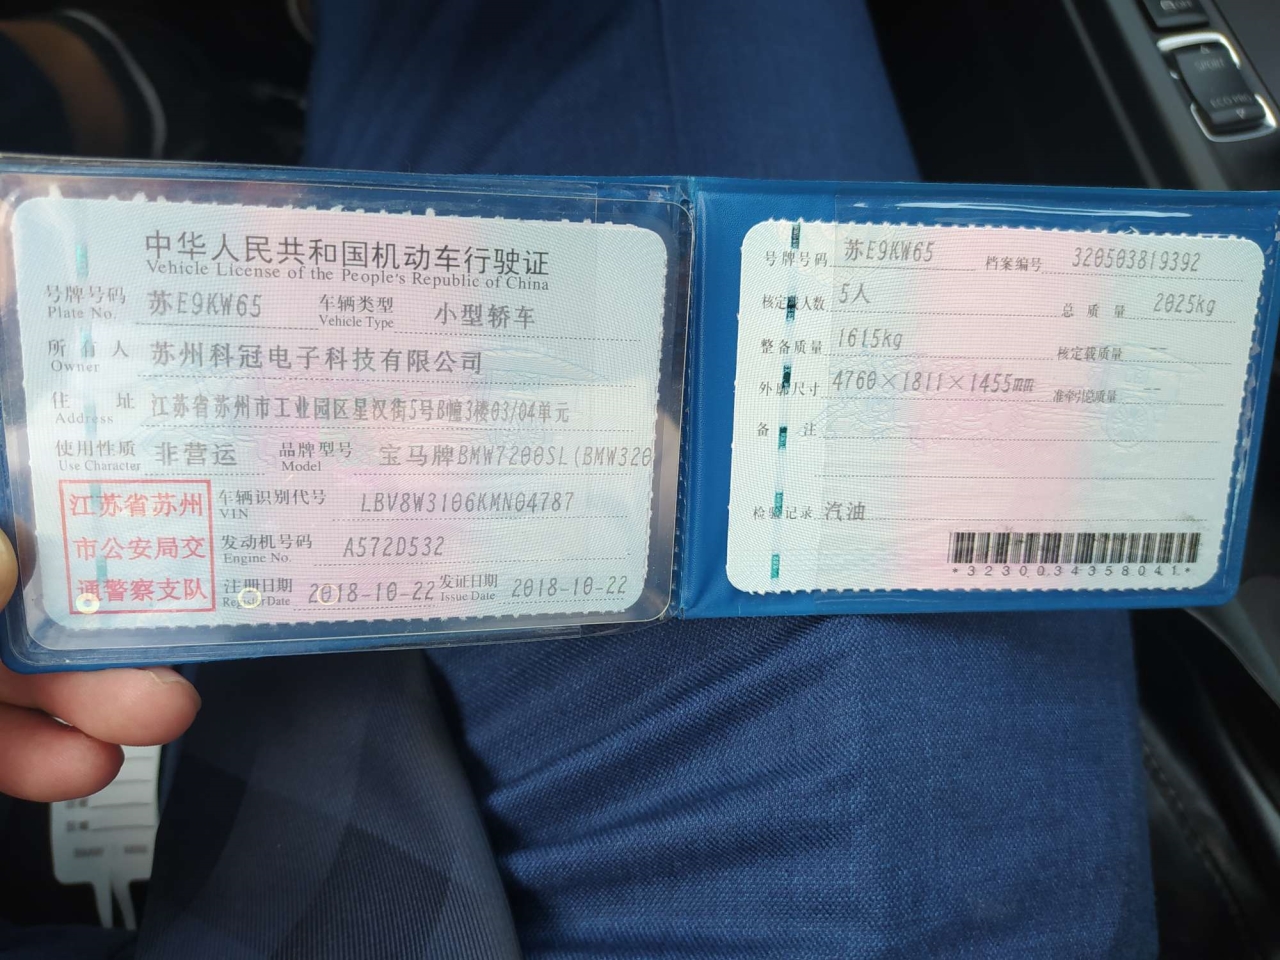 中华人民共和国机动车行驶证
Vehicle License of the People's Republic of China
号牌号码 苏E9KW65 车辆类型 小型轿车
Plate No. Vehicle Type
所有人 苏州科冠电子科技有限公司
Owner
住址 江苏省苏州市工业园区星汉街5号B幢3楼03/04单元
Address
使用性质 非营运 品牌型号 宝马牌BMW7200SL(BMW320
Use Character Model
江苏省苏州
市公安局交
通警察支队
车辆识别代号 LBV8W3106KMN04787
VIN
发动机号码 A572D532
Engine No.
注册日期 2018-10-22 发证日期 2018-10-22
Register Date Issue Date
号牌号码 苏E9KW65 档案编号 320503819392
核定载人数 5人 总质量 2025kg
整备质量 1615kg 核定载质量 —
外廓尺寸 4760×1811×1455mm 准牵引总质量 —
备注
检验记录 汽油
*3230034358041*
SPORT
ECO PRO
OFF